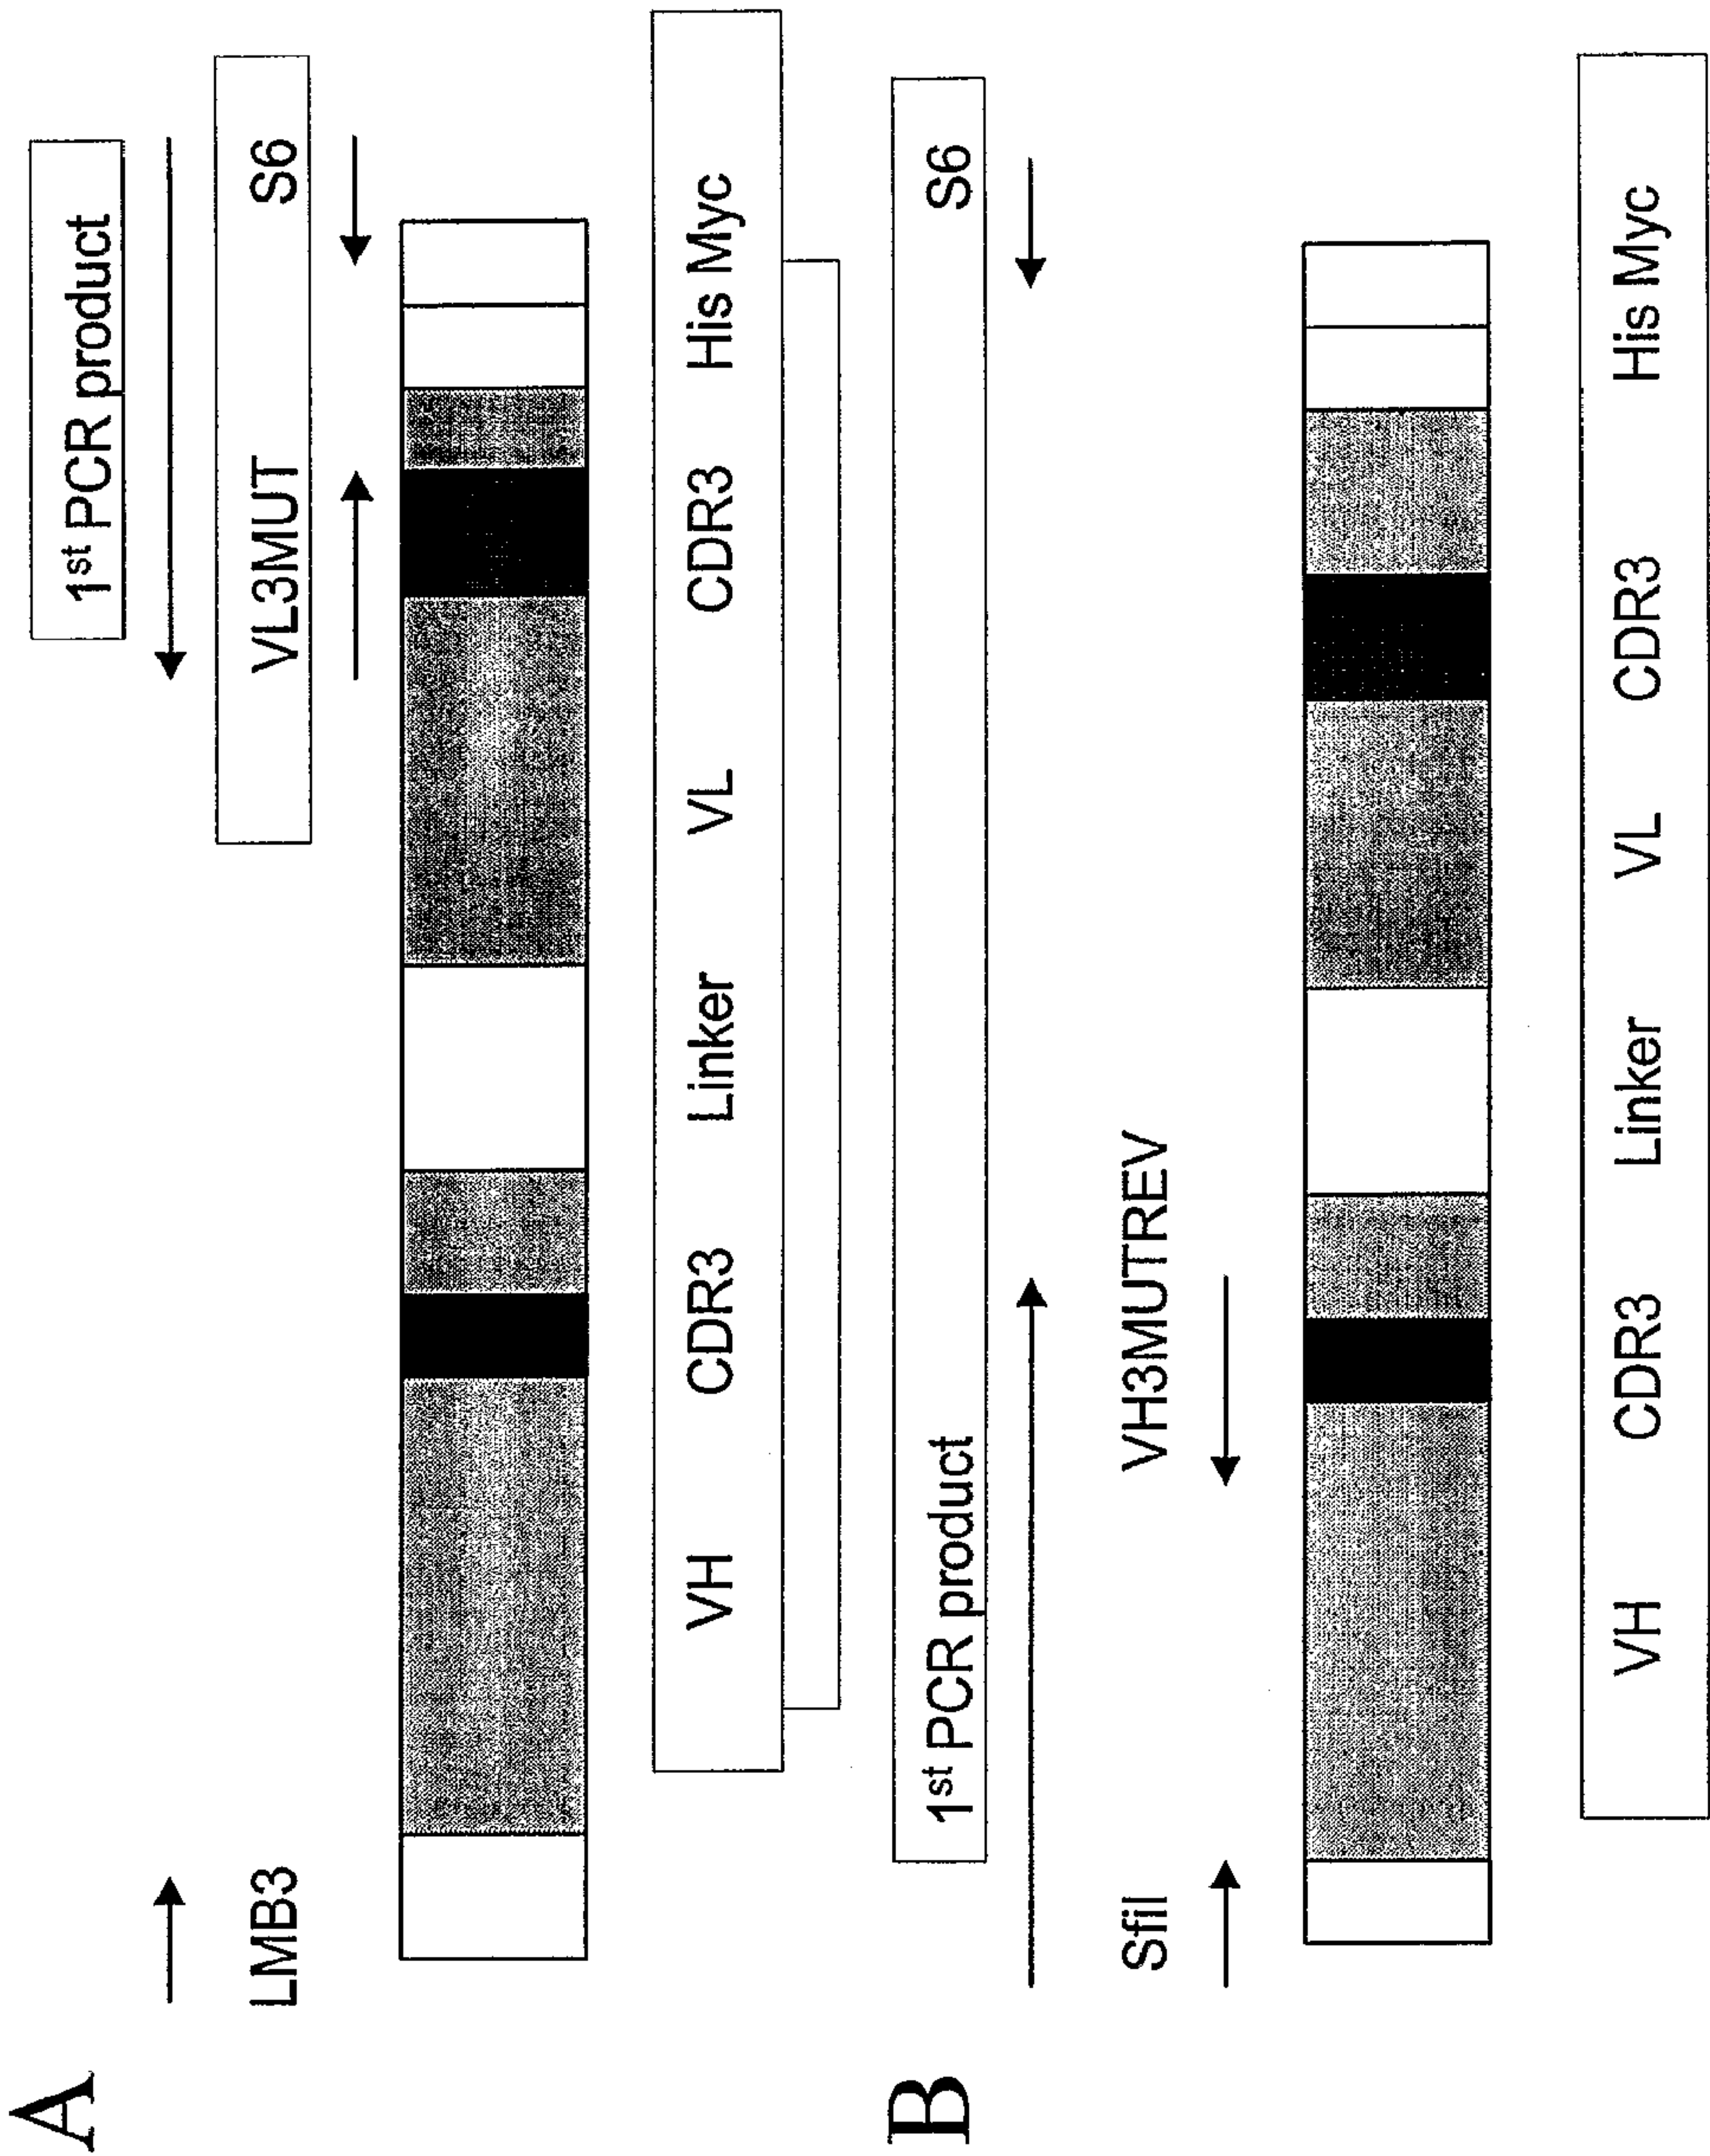 A
1st PCR product
LMB3
VL3MUT S6
VH CDR3 Linker VL CDR3 His Myc
B
1st PCR product S6
SfiI VH3MUTREV
VH CDR3 Linker VL CDR3 His Myc